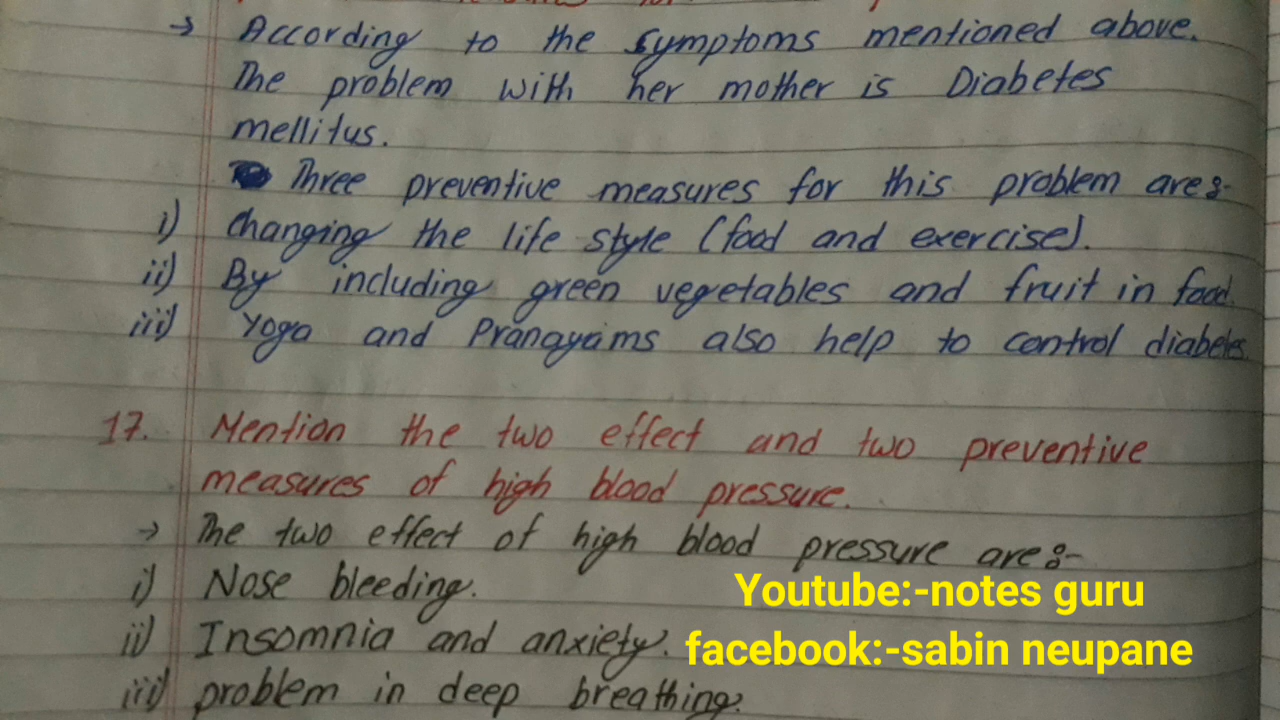 → According to the symptoms mentioned above.
The problem with her mother is Diabetes
mellitus.
Three preventive measures for this problem are:-
i) Changing the life style (food and exercise).
ii) By including green vegetables and fruit in food.
iii) Yoga and Pranayams also help to control diabetes.
17. Mention the two effect and two preventive
measures of high blood pressure.
→ The two effect of high blood pressure are:-
i) Nose bleeding.
ii) Insomnia and anxiety.
iii) problem in deep breathing.
Youtube:-notes guru
facebook:-sabin neupane